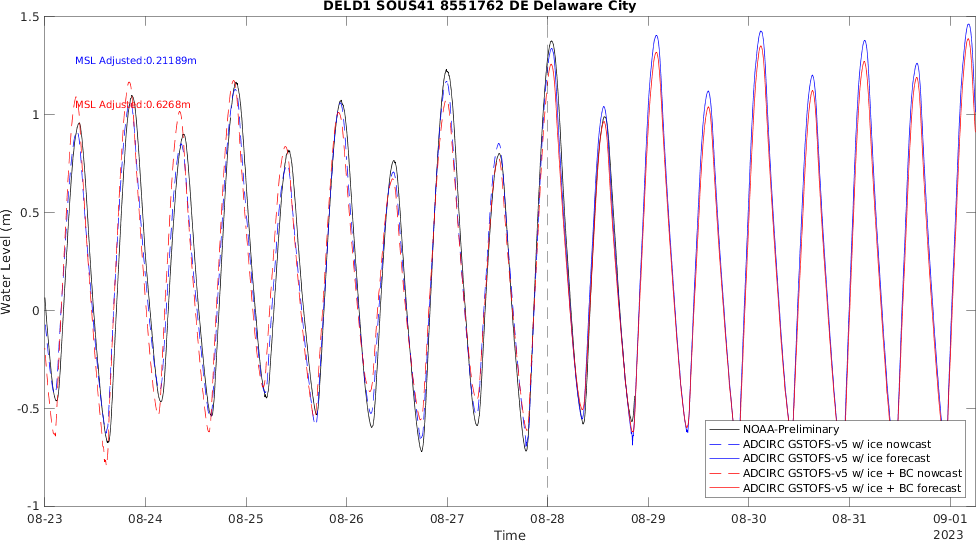 DELD1 SOUS41 8551762 DE Delaware City
1.5
MSL Adjusted:0.21189m
MSL Adjusted:0.6268m
1
0.5
0
-0.5
-1
Water Level (m)
NOAA-Preliminary
ADCIRC GSTOFS-v5 w/ ice nowcast
ADCIRC GSTOFS-v5 w/ ice forecast
ADCIRC GSTOFS-v5 w/ ice + BC nowcast
ADCIRC GSTOFS-v5 w/ ice + BC forecast
08-23 08-24 08-25 08-26 08-27 08-28 08-29 08-30 08-31 09-01
Time
2023